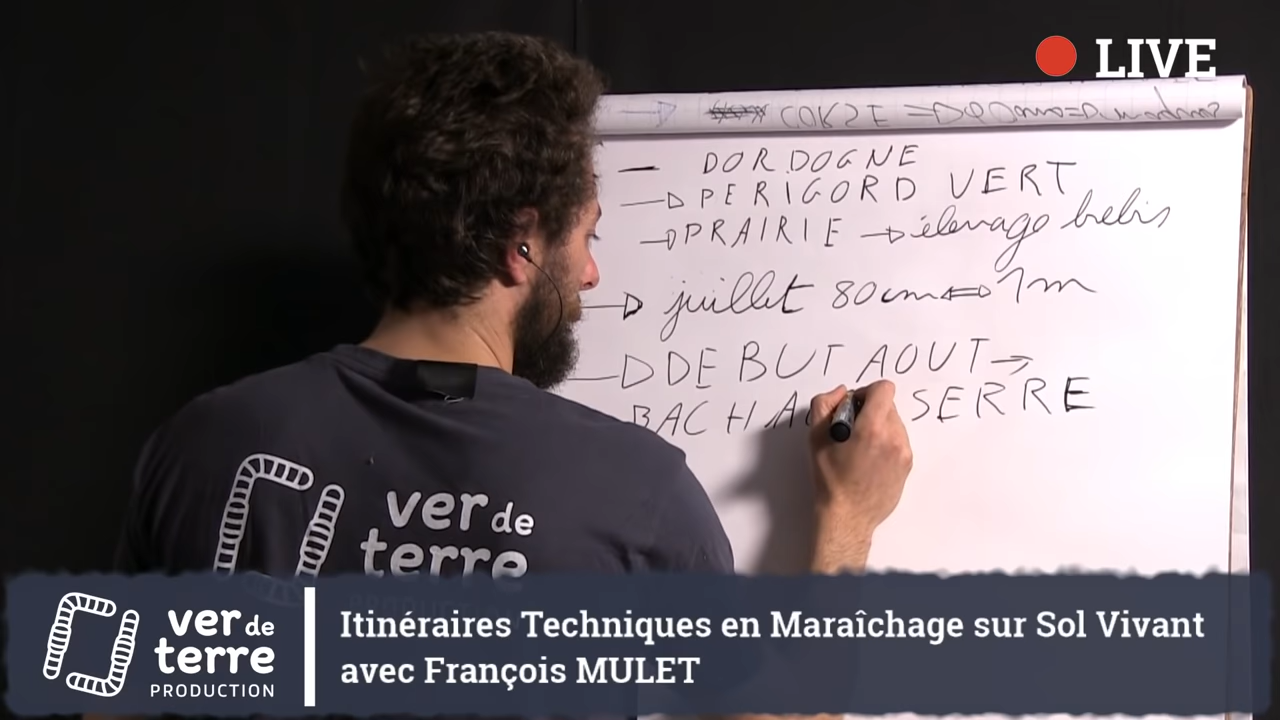 LIVE
CORSE
— DORDOGNE
→ PERIGORD VERT
→ PRAIRIE → élevage brebis
→ juillet 80cm ⇔ 1m
→ DEBUT AOUT →
SERRE
ver de
terre
ver de
terre
PRODUCTION
Itinéraires Techniques en Maraîchage sur Sol Vivant
avec François MULET